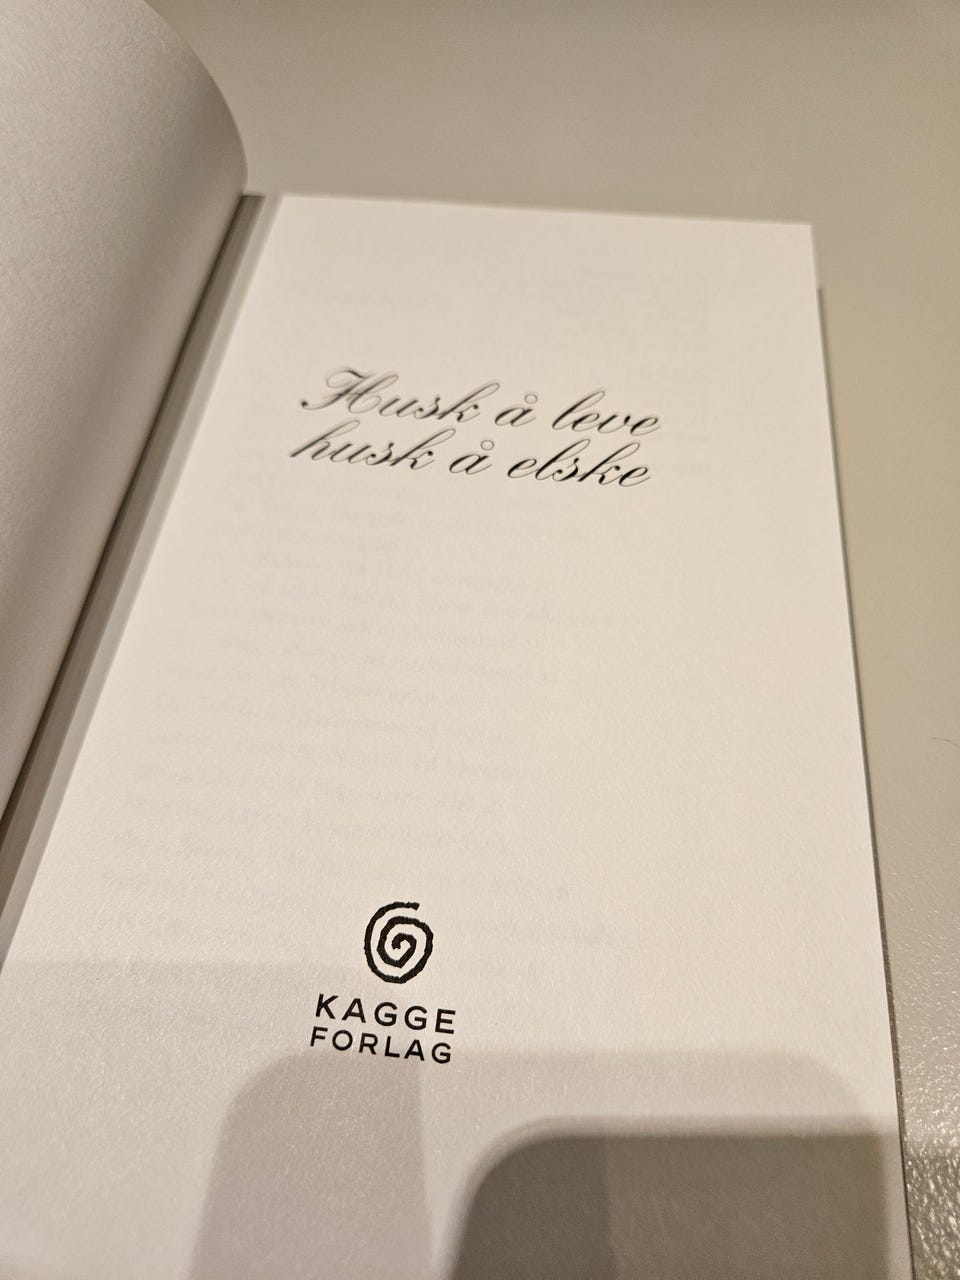 Husk å leve
husk å elske
KAGGE
FORLAG